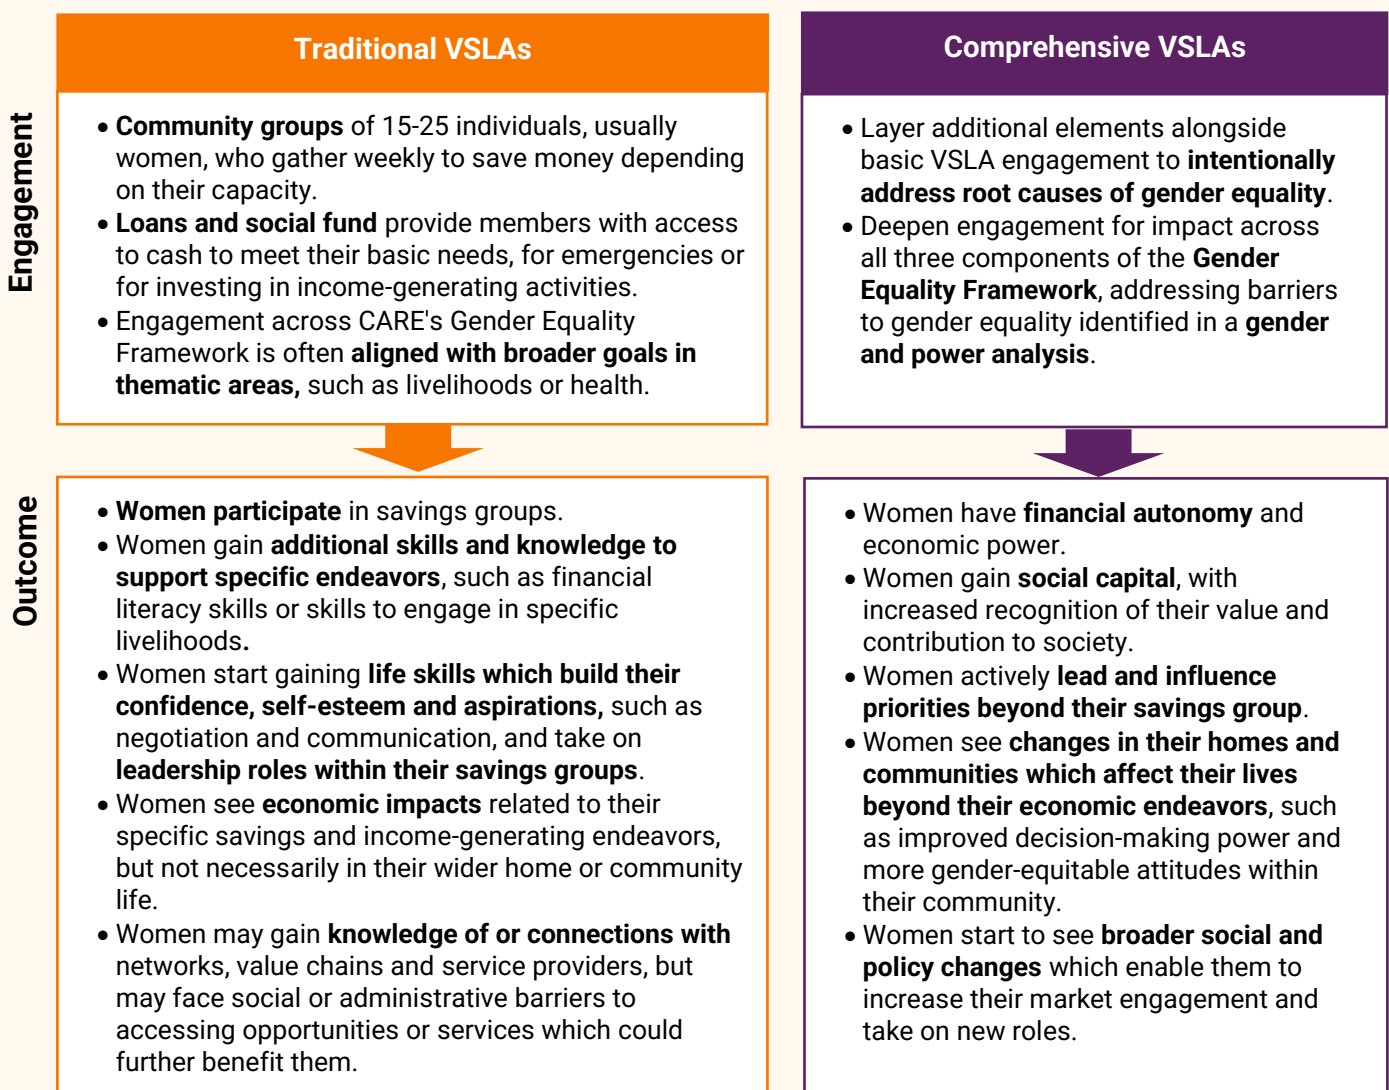 Traditional VSLAs
Comprehensive VSLAs
Engagement
• Community groups of 15-25 individuals, usually
women, who gather weekly to save money depending
on their capacity.
• Loans and social fund provide members with access
to cash to meet their basic needs, for emergencies or
for investing in income-generating activities.
• Engagement across CARE's Gender Equality
Framework is often aligned with broader goals in
thematic areas, such as livelihoods or health.
• Layer additional elements alongside
basic VSLA engagement to intentionally
address root causes of gender equality.
• Deepen engagement for impact across
all three components of the Gender
Equality Framework, addressing barriers
to gender equality identified in a gender
and power analysis.
Outcome
• Women participate in savings groups.
• Women gain additional skills and knowledge to
support specific endeavors, such as financial
literacy skills or skills to engage in specific
livelihoods.
• Women start gaining life skills which build their
confidence, self-esteem and aspirations, such as
negotiation and communication, and take on
leadership roles within their savings groups.
• Women see economic impacts related to their
specific savings and income-generating endeavors,
but not necessarily in their wider home or community
life.
• Women may gain knowledge of or connections with
networks, value chains and service providers, but
may face social or administrative barriers to
accessing opportunities or services which could
further benefit them.
• Women have financial autonomy and
economic power.
• Women gain social capital, with
increased recognition of their value and
contribution to society.
• Women actively lead and influence
priorities beyond their savings group.
• Women see changes in their homes and
communities which affect their lives
beyond their economic endeavors, such
as improved decision-making power and
more gender-equitable attitudes within
their community.
• Women start to see broader social and
policy changes which enable them to
increase their market engagement and
take on new roles.